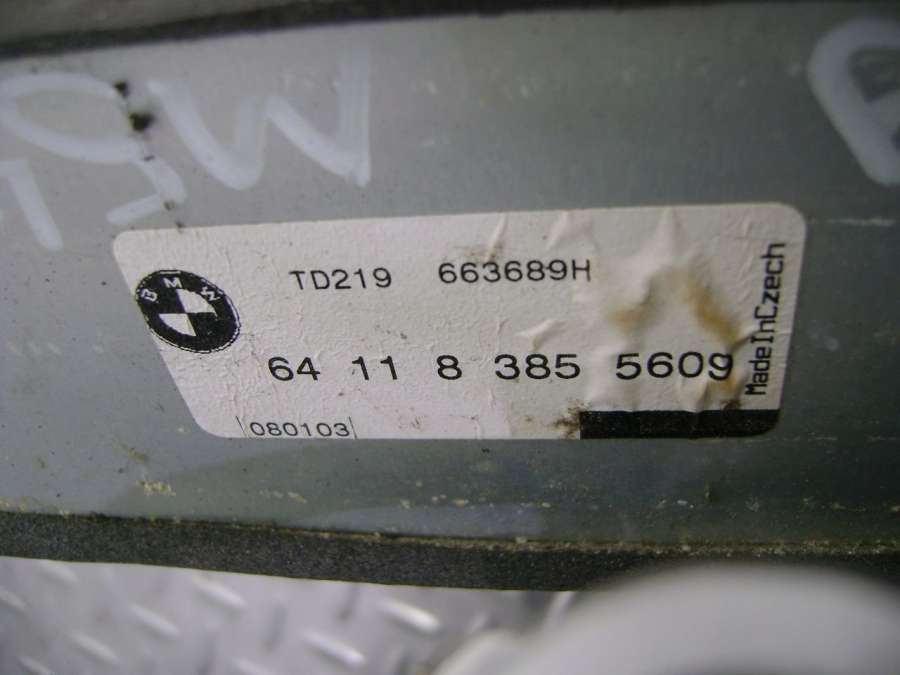 BMW
TD219 663689H
64 11 8 385 5609
MadeInCzech
080103